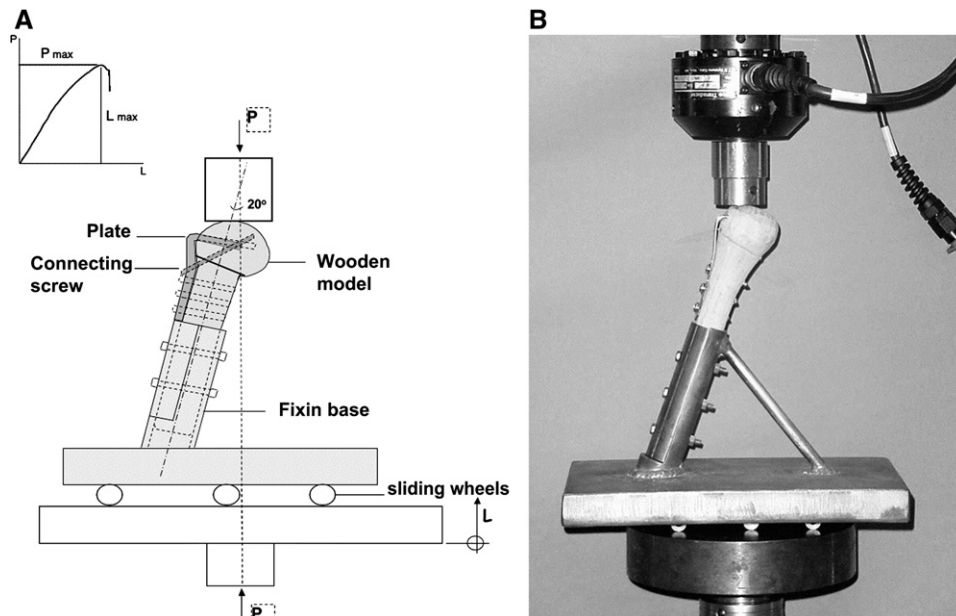 A
B
P
P max
L max
L
P
20º
Plate
Connecting
screw
Wooden
model
Fixin base
sliding wheels
L
P